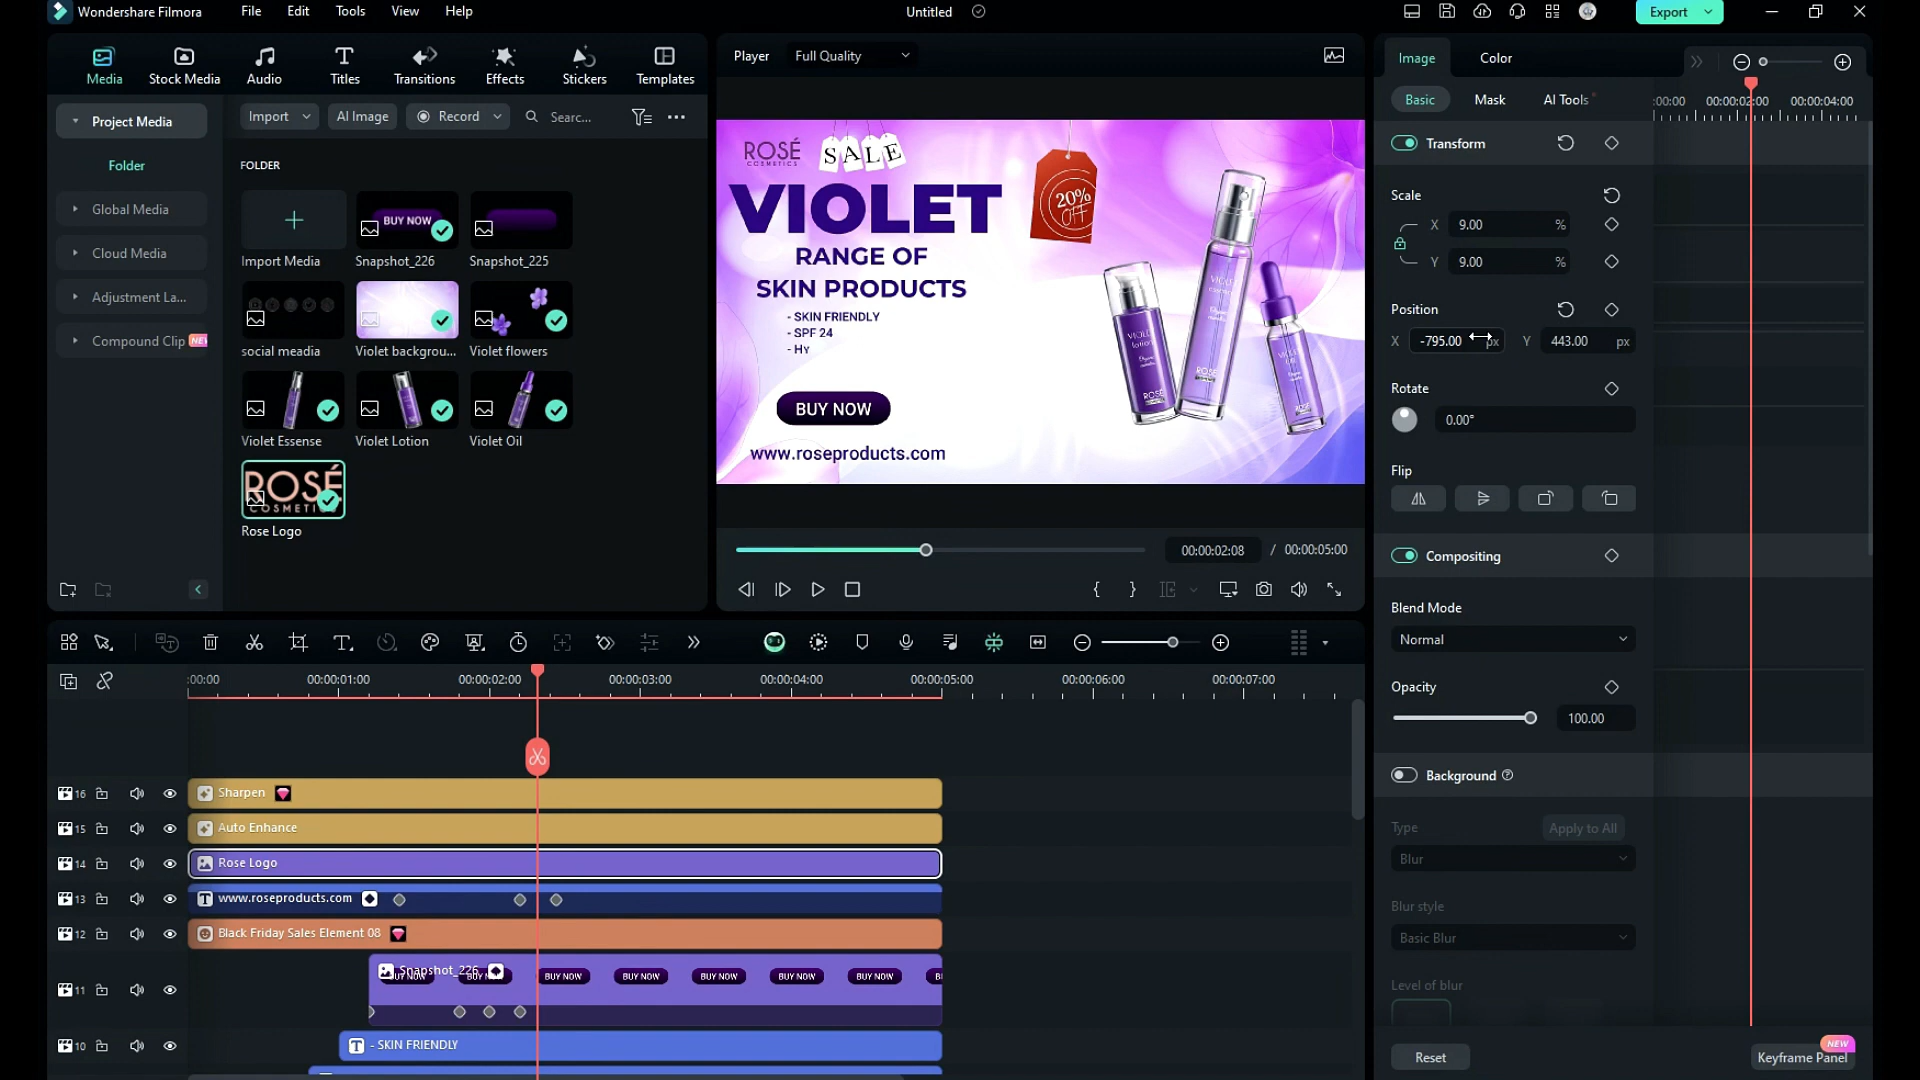 Wondershare Filmora
File
Edit
Tools
View
Help
Untitled
Export
Media
Stock Media
Audio
Titles
Transitions
Effects
Stickers
Templates
Project Media
Folder
Global Media
Cloud Media
Adjustment La...
Compound Clip
Import
AI Image
Record
Searc...
FOLDER
Import Media
BUY NOW
Snapshot_226
Snapshot_225
social meadia
Violet backgrou...
Violet flowers
Violet Essense
Violet Lotion
Violet Oil
ROSÉ
COSMETI
Rose Logo
Player
Full Quality
ROSÉ
COSMETICS
SALE
VIOLET
RANGE OF
SKIN PRODUCTS
- SKIN FRIENDLY
- SPF 24
- Hy
BUY NOW
www.roseproducts.com
20%
OFF
00:00:02:08 / 00:00:05:00
Image
Color
Basic
Mask
AI Tools
:00:00
00:00:02:00
00:00:04:00
Transform
Scale
X 9.00 %
Y 9.00 %
Position
X -795.00 px Y 443.00 px
Rotate
0.00°
Flip
Compositing
Blend Mode
Normal
Opacity
100.00
Background
Type
Apply to All
Blur
Blur style
Basic Blur
Level of blur
Reset
NEW
Keyframe Panel
:00:00
00:00:01:00
00:00:02:00
00:00:03:00
00:00:04:00
00:00:05:00
00:00:06:00
00:00:07:00
16 Sharpen
15 Auto Enhance
14 Rose Logo
13 www.roseproducts.com
12 Black Friday Sales Element 08
11 Snapshot_226
BUY NOW BUY NOW BUY NOW BUY NOW BUY NOW
10 - SKIN FRIENDLY